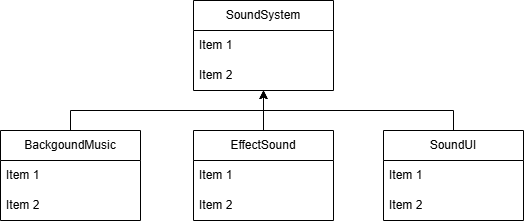 SoundSystem
Item 1
Item 2
BackgoundMusic
Item 1
Item 2
EffectSound
Item 1
Item 2
SoundUI
Item 1
Item 2